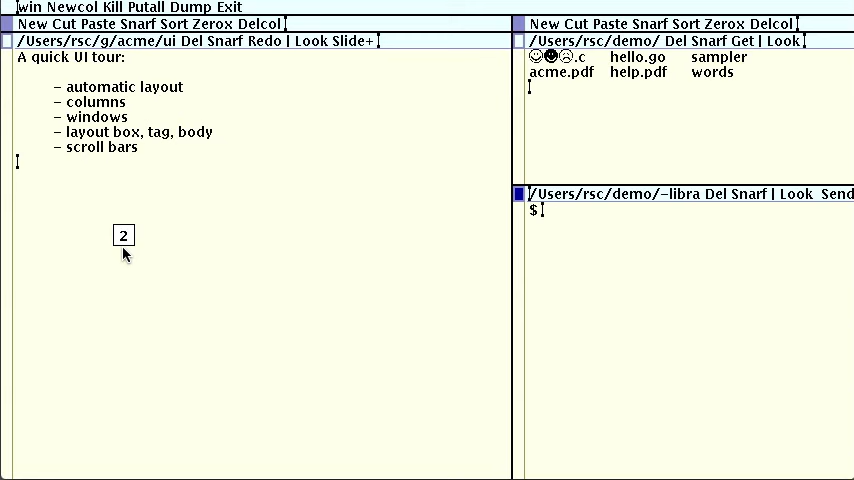 win Newcol Kill Putall Dump Exit
New Cut Paste Snarf Sort Zerox Delcol
/Users/rsc/g/acme/ui Del Snarf Redo | Look Slide+
A quick UI tour:
– automatic layout
– columns
– windows
– layout box, tag, body
– scroll bars
2
New Cut Paste Snarf Sort Zerox Delcol
/Users/rsc/demo/ Del Snarf Get | Look
☺☻☹.c hello.go sampler
acme.pdf help.pdf words
/Users/rsc/demo/-libra Del Snarf | Look Send
$